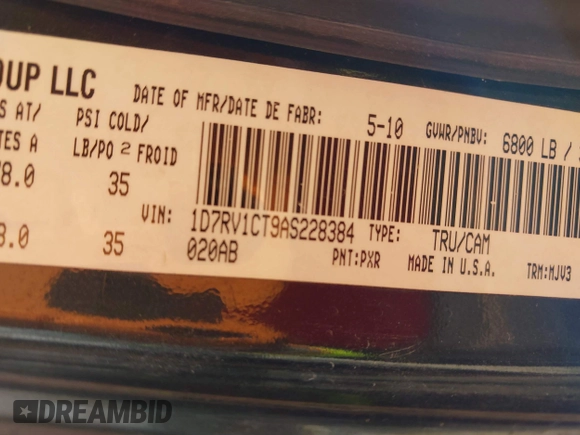 OUP LLC
DATE OF MFR/DATE DE FABR: 5-10 GVWR/PNBV: 6800 LB /
S AT/ PSI COLD/
TES A LB/PO 2 FROID
8.0 35
VIN: 1D7RV1CT9AS228384 TYPE: TRU/CAM
3.0 35 020AB PNT:PXR MADE IN U.S.A. TRM:MJV3
DREAMBID